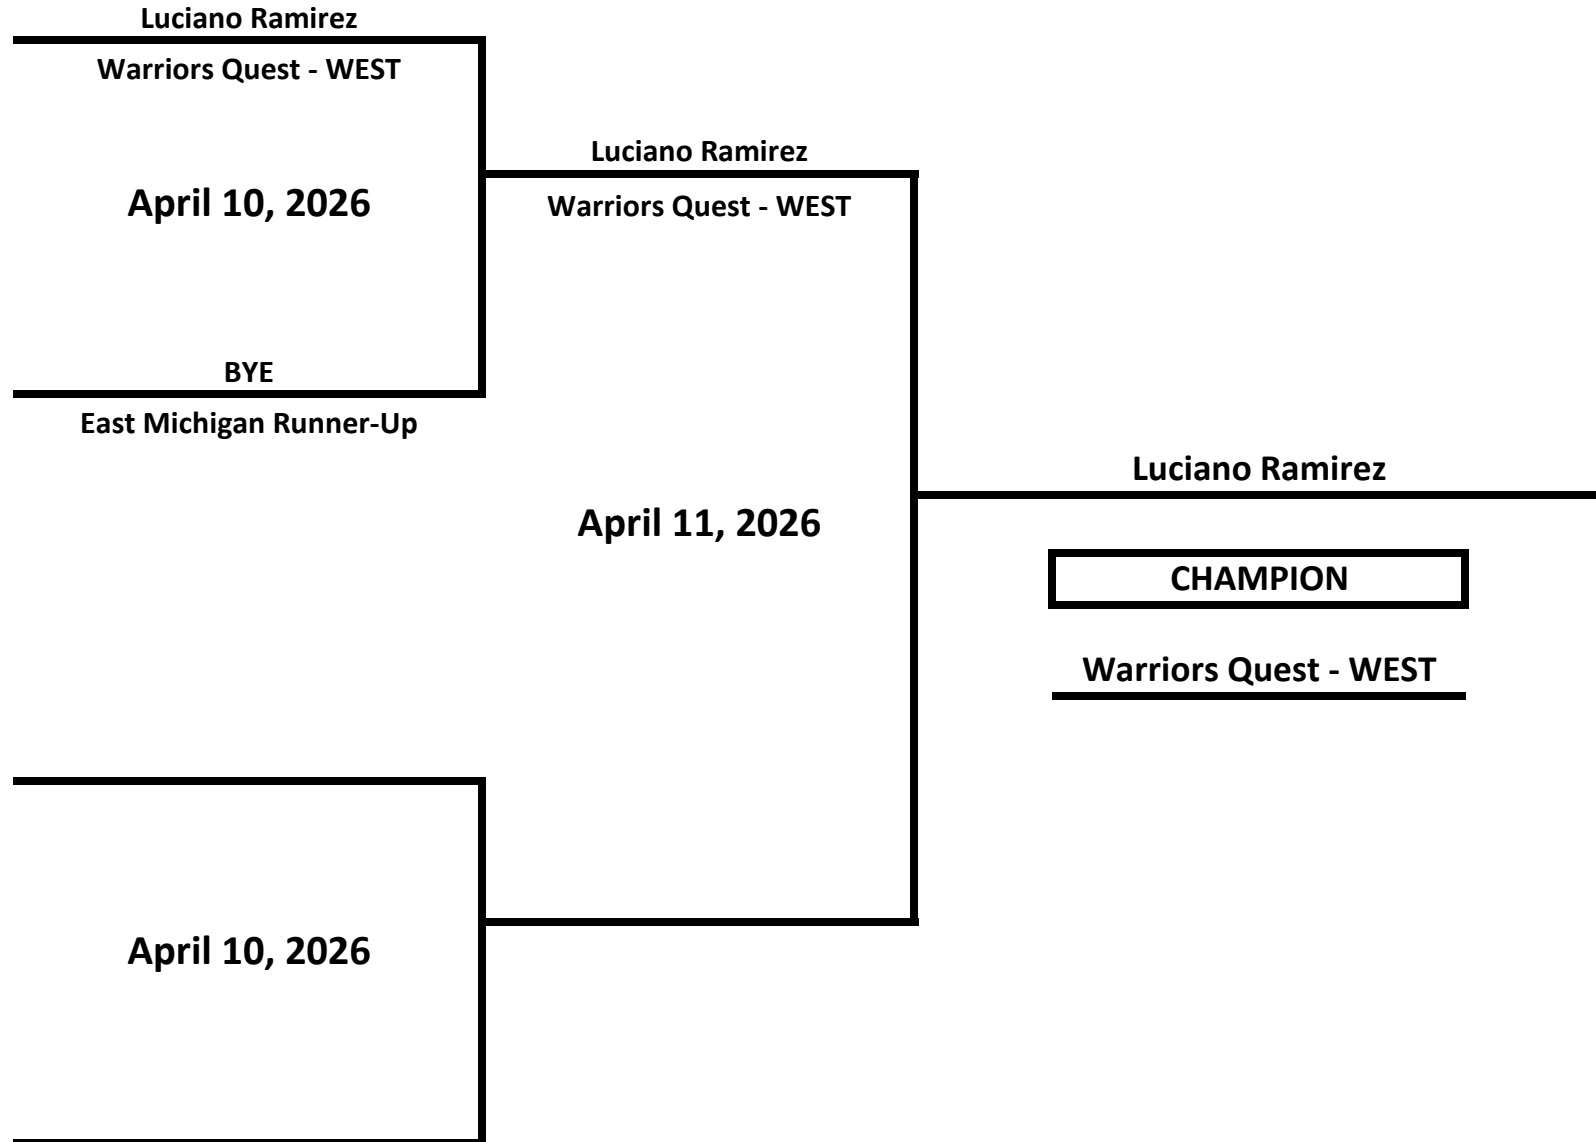 Luciano Ramirez
Warriors Quest - WEST
April 10, 2026
BYE
East Michigan Runner-Up
Luciano Ramirez
Warriors Quest - WEST
April 11, 2026
Luciano Ramirez
CHAMPION
Warriors Quest - WEST
April 10, 2026